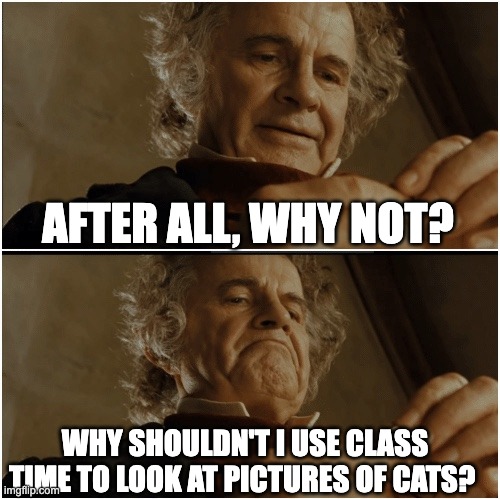 AFTER ALL, WHY NOT?
WHY SHOULDN'T I USE CLASS
TIME TO LOOK AT PICTURES OF CATS?
imgflip.com